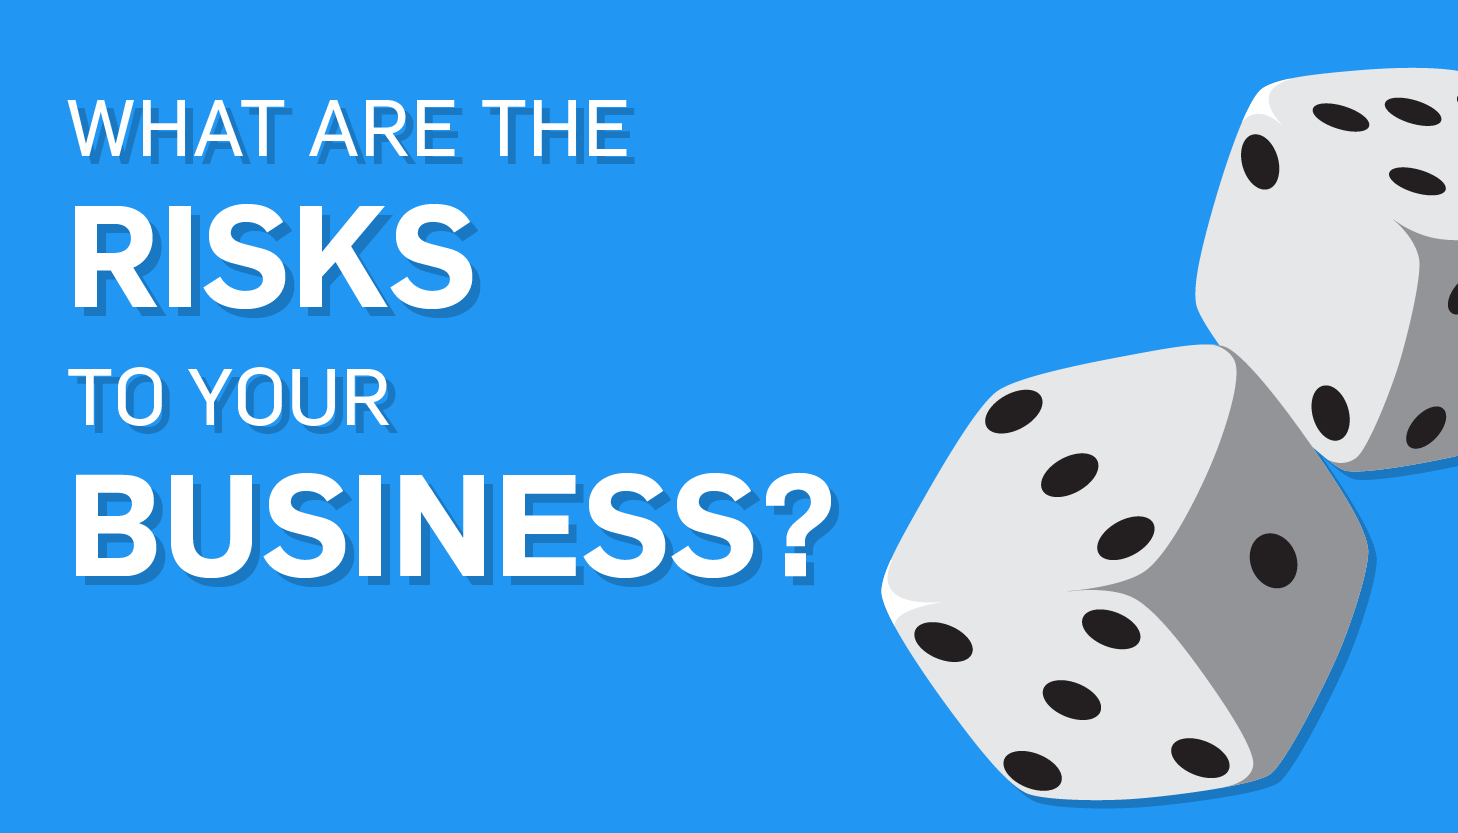 WHAT ARE THE
RISKS
TO YOUR
BUSINESS?